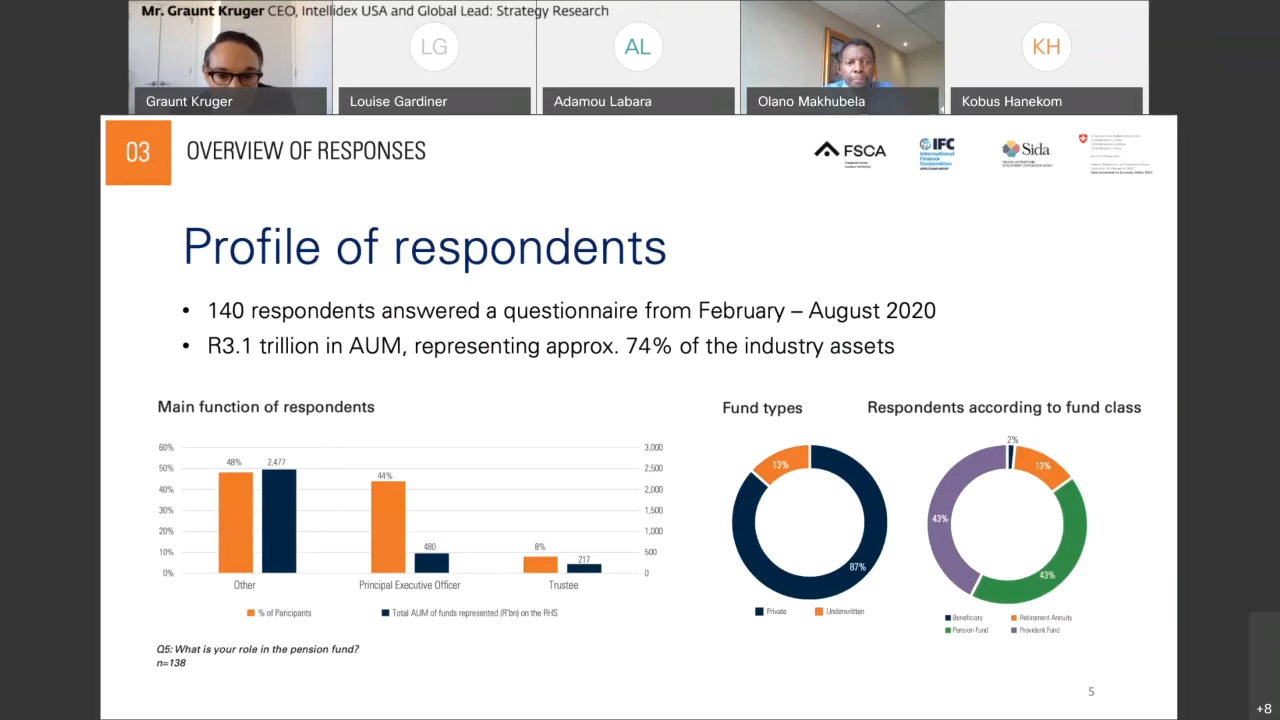 Mr. Graunt Kruger CEO, Intellidex USA and Global Lead: Strategy Research
LG
AL
KH
Graunt Kruger
Louise Gardiner
Adamou Labara
Olano Makhubela
Kobus Hanekom
03
OVERVIEW OF RESPONSES
FSCA
IFC
International
Finance
Corporation
Sida
Profile of respondents
• 140 respondents answered a questionnaire from February – August 2020
• R3.1 trillion in AUM, representing approx. 74% of the industry assets
Main function of respondents
60%
50%
40%
30%
20%
10%
0%
48%
2,477
44%
480
8%
217
3,000
2,500
2,000
1,500
1,000
500
0
Other
Principal Executive Officer
Trustee
% of Paricipants
Total AUM of funds represented (R'bn) on the RHS
Q5: What is your role in the pension fund?
n=138
Fund types
13%
87%
Private
Underwritten
Respondents according to fund class
2%
13%
43%
43%
Beneficiary
Retirement Annuity
Pension Fund
Provident Fund
5
+8